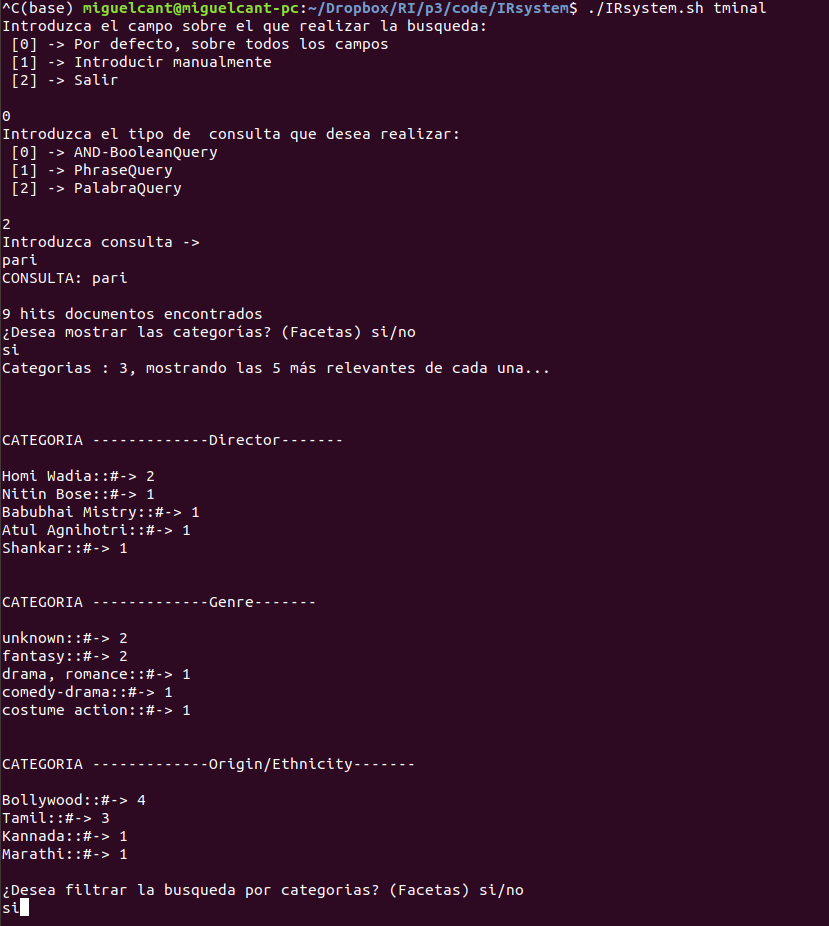 ^C(base) miguelcant@miguelcant-pc:~/Dropbox/RI/p3/code/IRsystem$ ./IRsystem.sh tminal
Introduzca el campo sobre el que realizar la busqueda:
[0] -> Por defecto, sobre todos los campos
[1] -> Introducir manualmente
[2] -> Salir
0
Introduzca el tipo de  consulta que desea realizar:
[0] -> AND-BooleanQuery
[1] -> PhraseQuery
[2] -> PalabraQuery
2
Introduzca consulta ->
pari
CONSULTA: pari
9 hits documentos encontrados
¿Desea mostrar las categorías? (Facetas) si/no
si
Categorias : 3, mostrando las 5 más relevantes de cada una...
CATEGORIA -------------Director-------
Homi Wadia::#-> 2
Nitin Bose::#-> 1
Babubhai Mistry::#-> 1
Atul Agnihotri::#-> 1
Shankar::#-> 1
CATEGORIA -------------Genre-------
unknown::#-> 2
fantasy::#-> 2
drama, romance::#-> 1
comedy-drama::#-> 1
costume action::#-> 1
CATEGORIA -------------Origin/Ethnicity-------
Bollywood::#-> 4
Tamil::#-> 3
Kannada::#-> 1
Marathi::#-> 1
¿Desea filtrar la busqueda por categorias? (Facetas) si/no
si